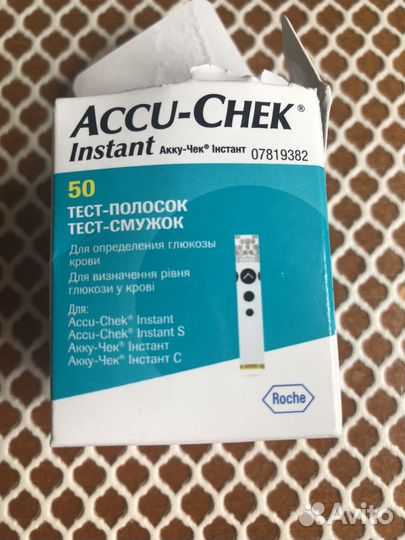 ACCU-CHEK®
Instant Акку-Чек® Інстант 07819382
50
ТЕСТ-ПОЛОСОК
ТЕСТ-СМУЖОК
Для определения глюкозы
крови
Для визначення рівня
глюкози у крові
Для:
Accu-Chek® Instant
Accu-Chek® Instant S
Акку-Чек® Інстант
Акку-Чек® Інстант С
Roche
Avito